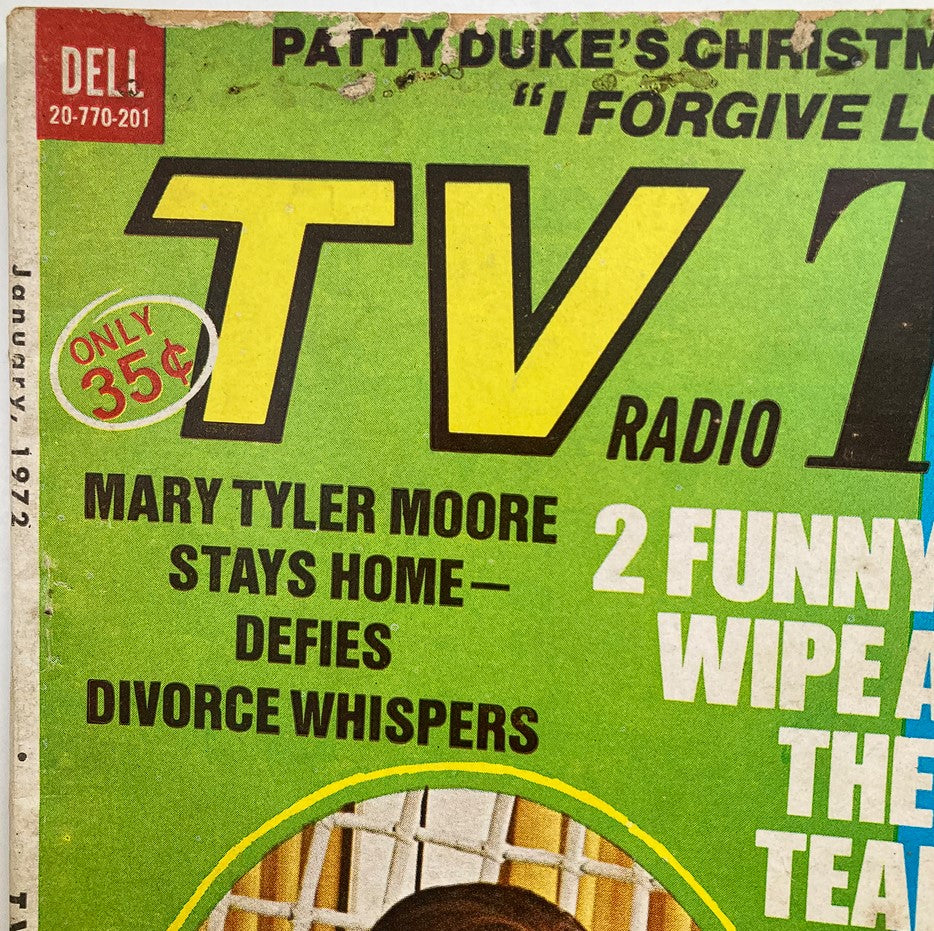 DELL
20-770-201
PATTY DUKE'S CHRISTM
"I FORGIVE LU
TV T
RADIO
ONLY
35¢
MARY TYLER MOORE
STAYS HOME—
DEFIES
DIVORCE WHISPERS
2 FUNNY
WIPE A
THE
TEA
January, 1972 • TV